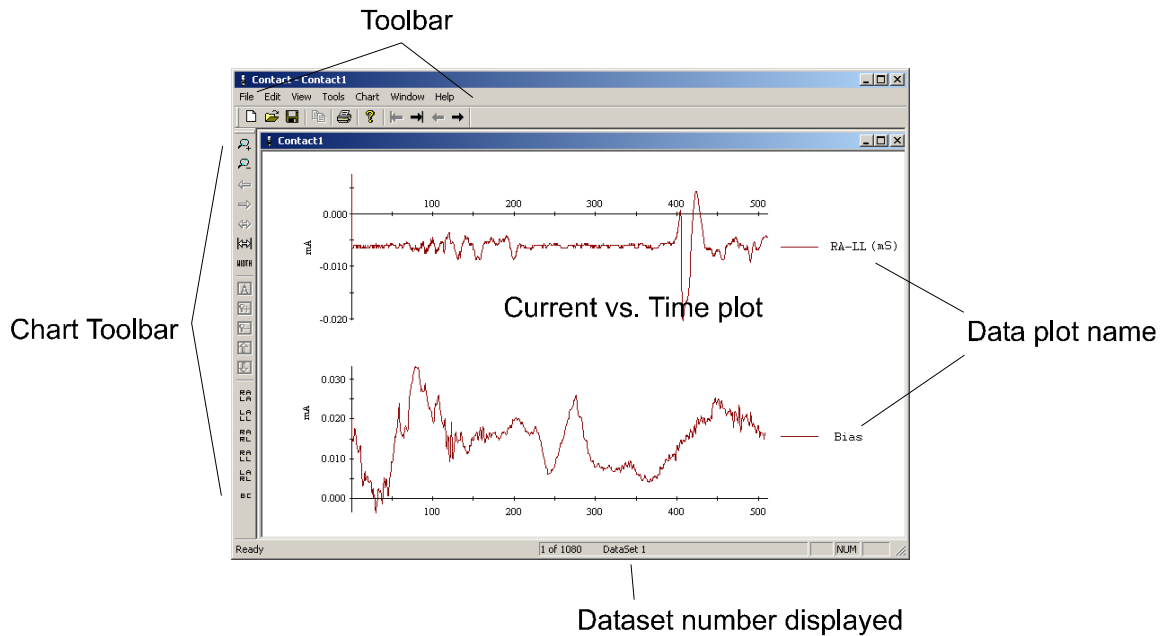 Toolbar
Contact - Contact1
File Edit View Tools Chart Window Help
Contact1
WIDTH
A
Y+
Y-
RA
LA
LA
LL
RA
RL
RA
LL
LA
RL
BC
100 200 300 400 500
0.000
-0.010
-0.020
mA
RA-LL (mS)
Current vs. Time plot
Chart Toolbar
Data plot name
0.030
0.020
0.010
0.000
mA
Bias
100 200 300 400 500
Ready 1 of 1080 DataSet 1 NUM
Dataset number displayed